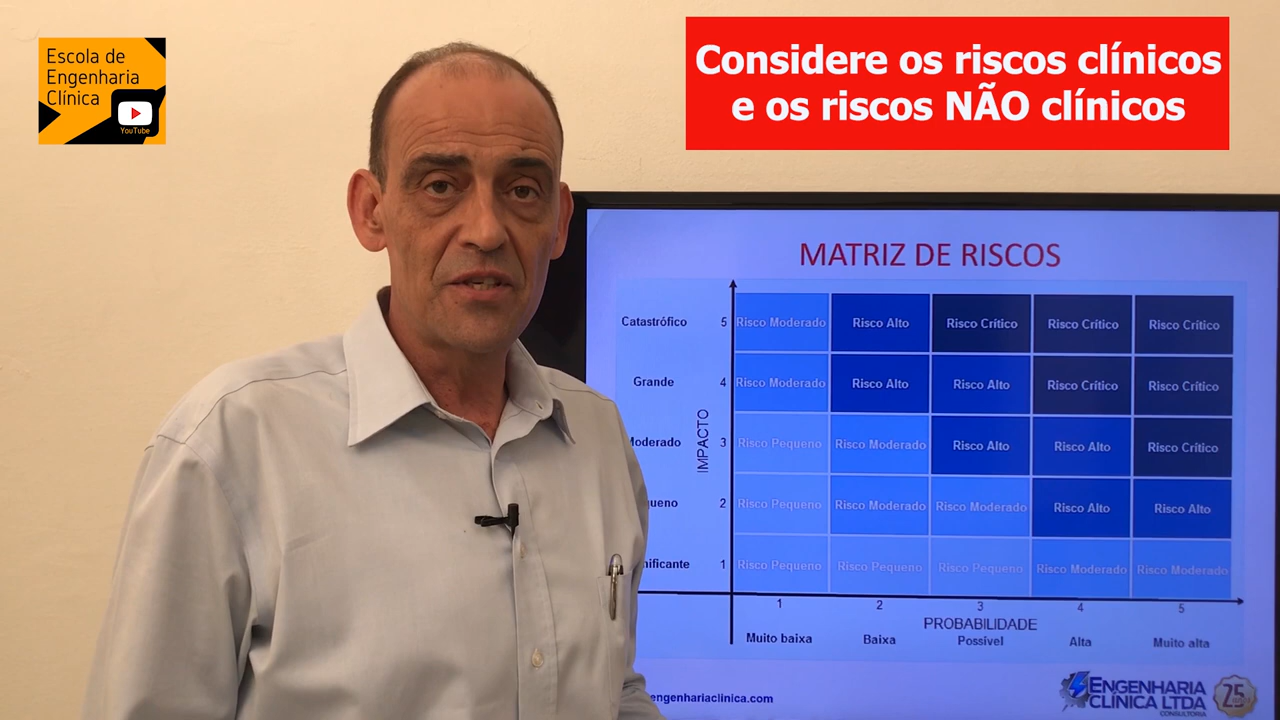 Escola de
Engenharia
Clínica
YouTube
Considere os riscos clínicos
e os riscos NÃO clínicos
MATRIZ DE RISCOS
Catastrófico 5 Risco Moderado Risco Alto Risco Crítico Risco Crítico Risco Crítico
Grande 4 Risco Moderado Risco Alto Risco Alto Risco Crítico Risco Crítico
IMPACTO
Moderado 3 Risco Pequeno Risco Moderado Risco Alto Risco Alto Risco Crítico
ueno 2 Risco Pequeno Risco Moderado Risco Moderado Risco Alto Risco Alto
nificante 1 Risco Pequeno Risco Pequeno Risco Pequeno Risco Moderado Risco Moderado
1 2 3 4 5
PROBABILIDADE
Muito baixa Baixa Possivel Alta Muito alta
engenhariaclinica.com
ENGENHARIA
CLÍNICA LTDA
CONSULTORIA
25